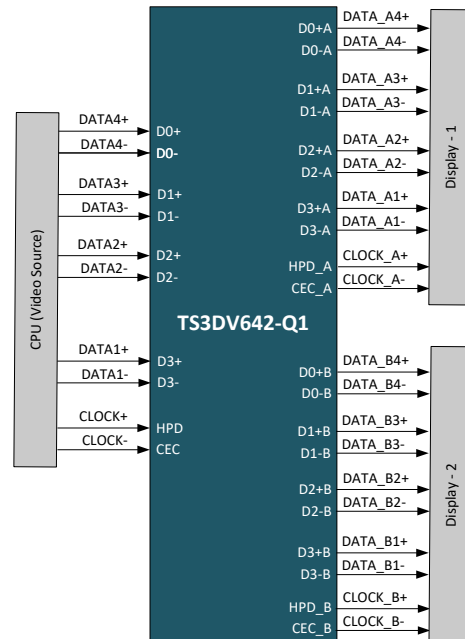 CPU (Video Source)
DATA4+
DATA4-
DATA3+
DATA3-
DATA2+
DATA2-
DATA1+
DATA1-
CLOCK+
CLOCK-
D0+
D0-
D1+
D1-
D2+
D2-
D3+
D3-
HPD
CEC
TS3DV642-Q1
D0+A
D0-A
D1+A
D1-A
D2+A
D2-A
D3+A
D3-A
HPD_A
CEC_A
D0+B
D0-B
D1+B
D1-B
D2+B
D2-B
D3+B
D3-B
HPD_B
CEC_B
DATA_A4+
DATA_A4-
DATA_A3+
DATA_A3-
DATA_A2+
DATA_A2-
DATA_A1+
DATA_A1-
CLOCK_A+
CLOCK_A-
DATA_B4+
DATA_B4-
DATA_B3+
DATA_B3-
DATA_B2+
DATA_B2-
DATA_B1+
DATA_B1-
CLOCK_B+
CLOCK_B-
Display - 1
Display - 2